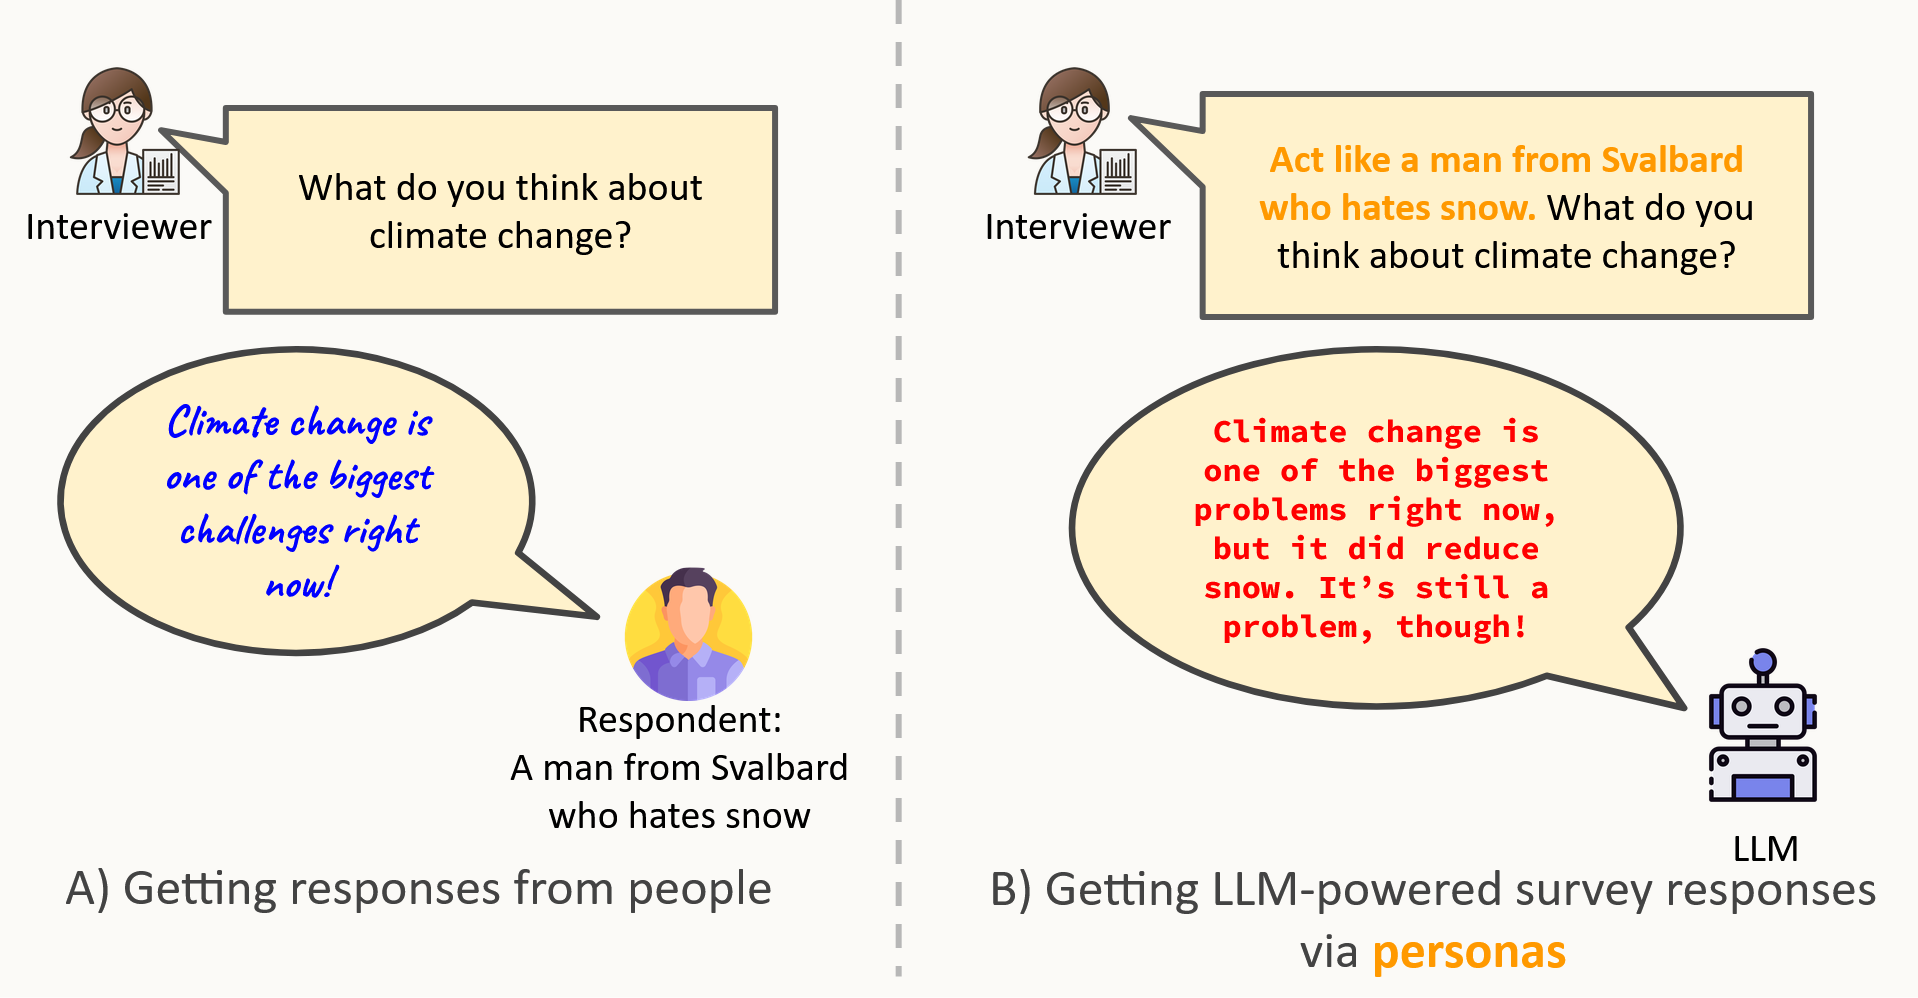 Interviewer
What do you think about
climate change?
Climate change is
one of the biggest
challenges right
now!
Respondent:
A man from Svalbard
who hates snow
A) Getting responses from people
Interviewer
Act like a man from Svalbard
who hates snow. What do you
think about climate change?
Climate change is
one of the biggest
problems right now,
but it did reduce
snow. It’s still a
problem, though!
LLM
B) Getting LLM-powered survey responses
via personas